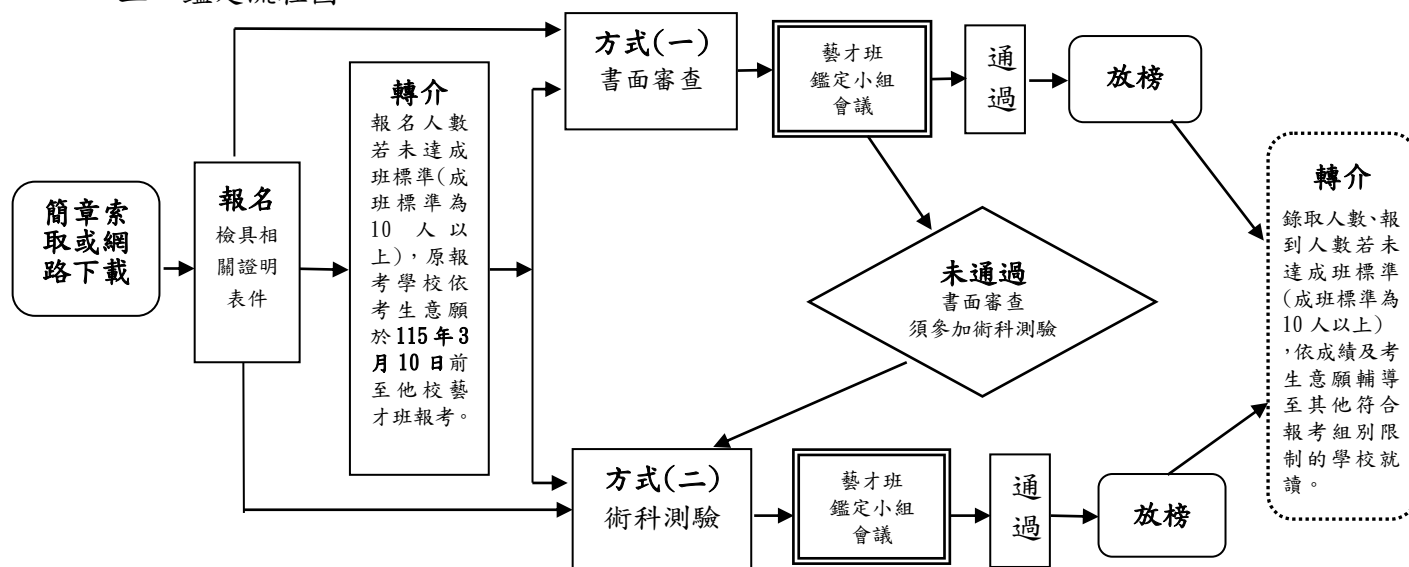 簡章索
取或網
路下載
報名
檢具相
關證明
表件
轉介
報名人數
若未達成
班標準(成
班標準為
10 人以
上)，原報
考學校依
考生意願
於115年3
月10日前
至他校藝
才班報考。
方式(一)
書面審查
藝才班
鑑定小組
會議
通
過
放榜
未通過
書面審查
須參加術科測驗
方式(二)
術科測驗
藝才班
鑑定小組
會議
通
過
放榜
轉介
錄取人數、報
到人數若未
達成班標準
(成班標準為
10人以上)
，依成績及考
生意願輔導
至其他符合
報考組別限
制的學校就
讀。